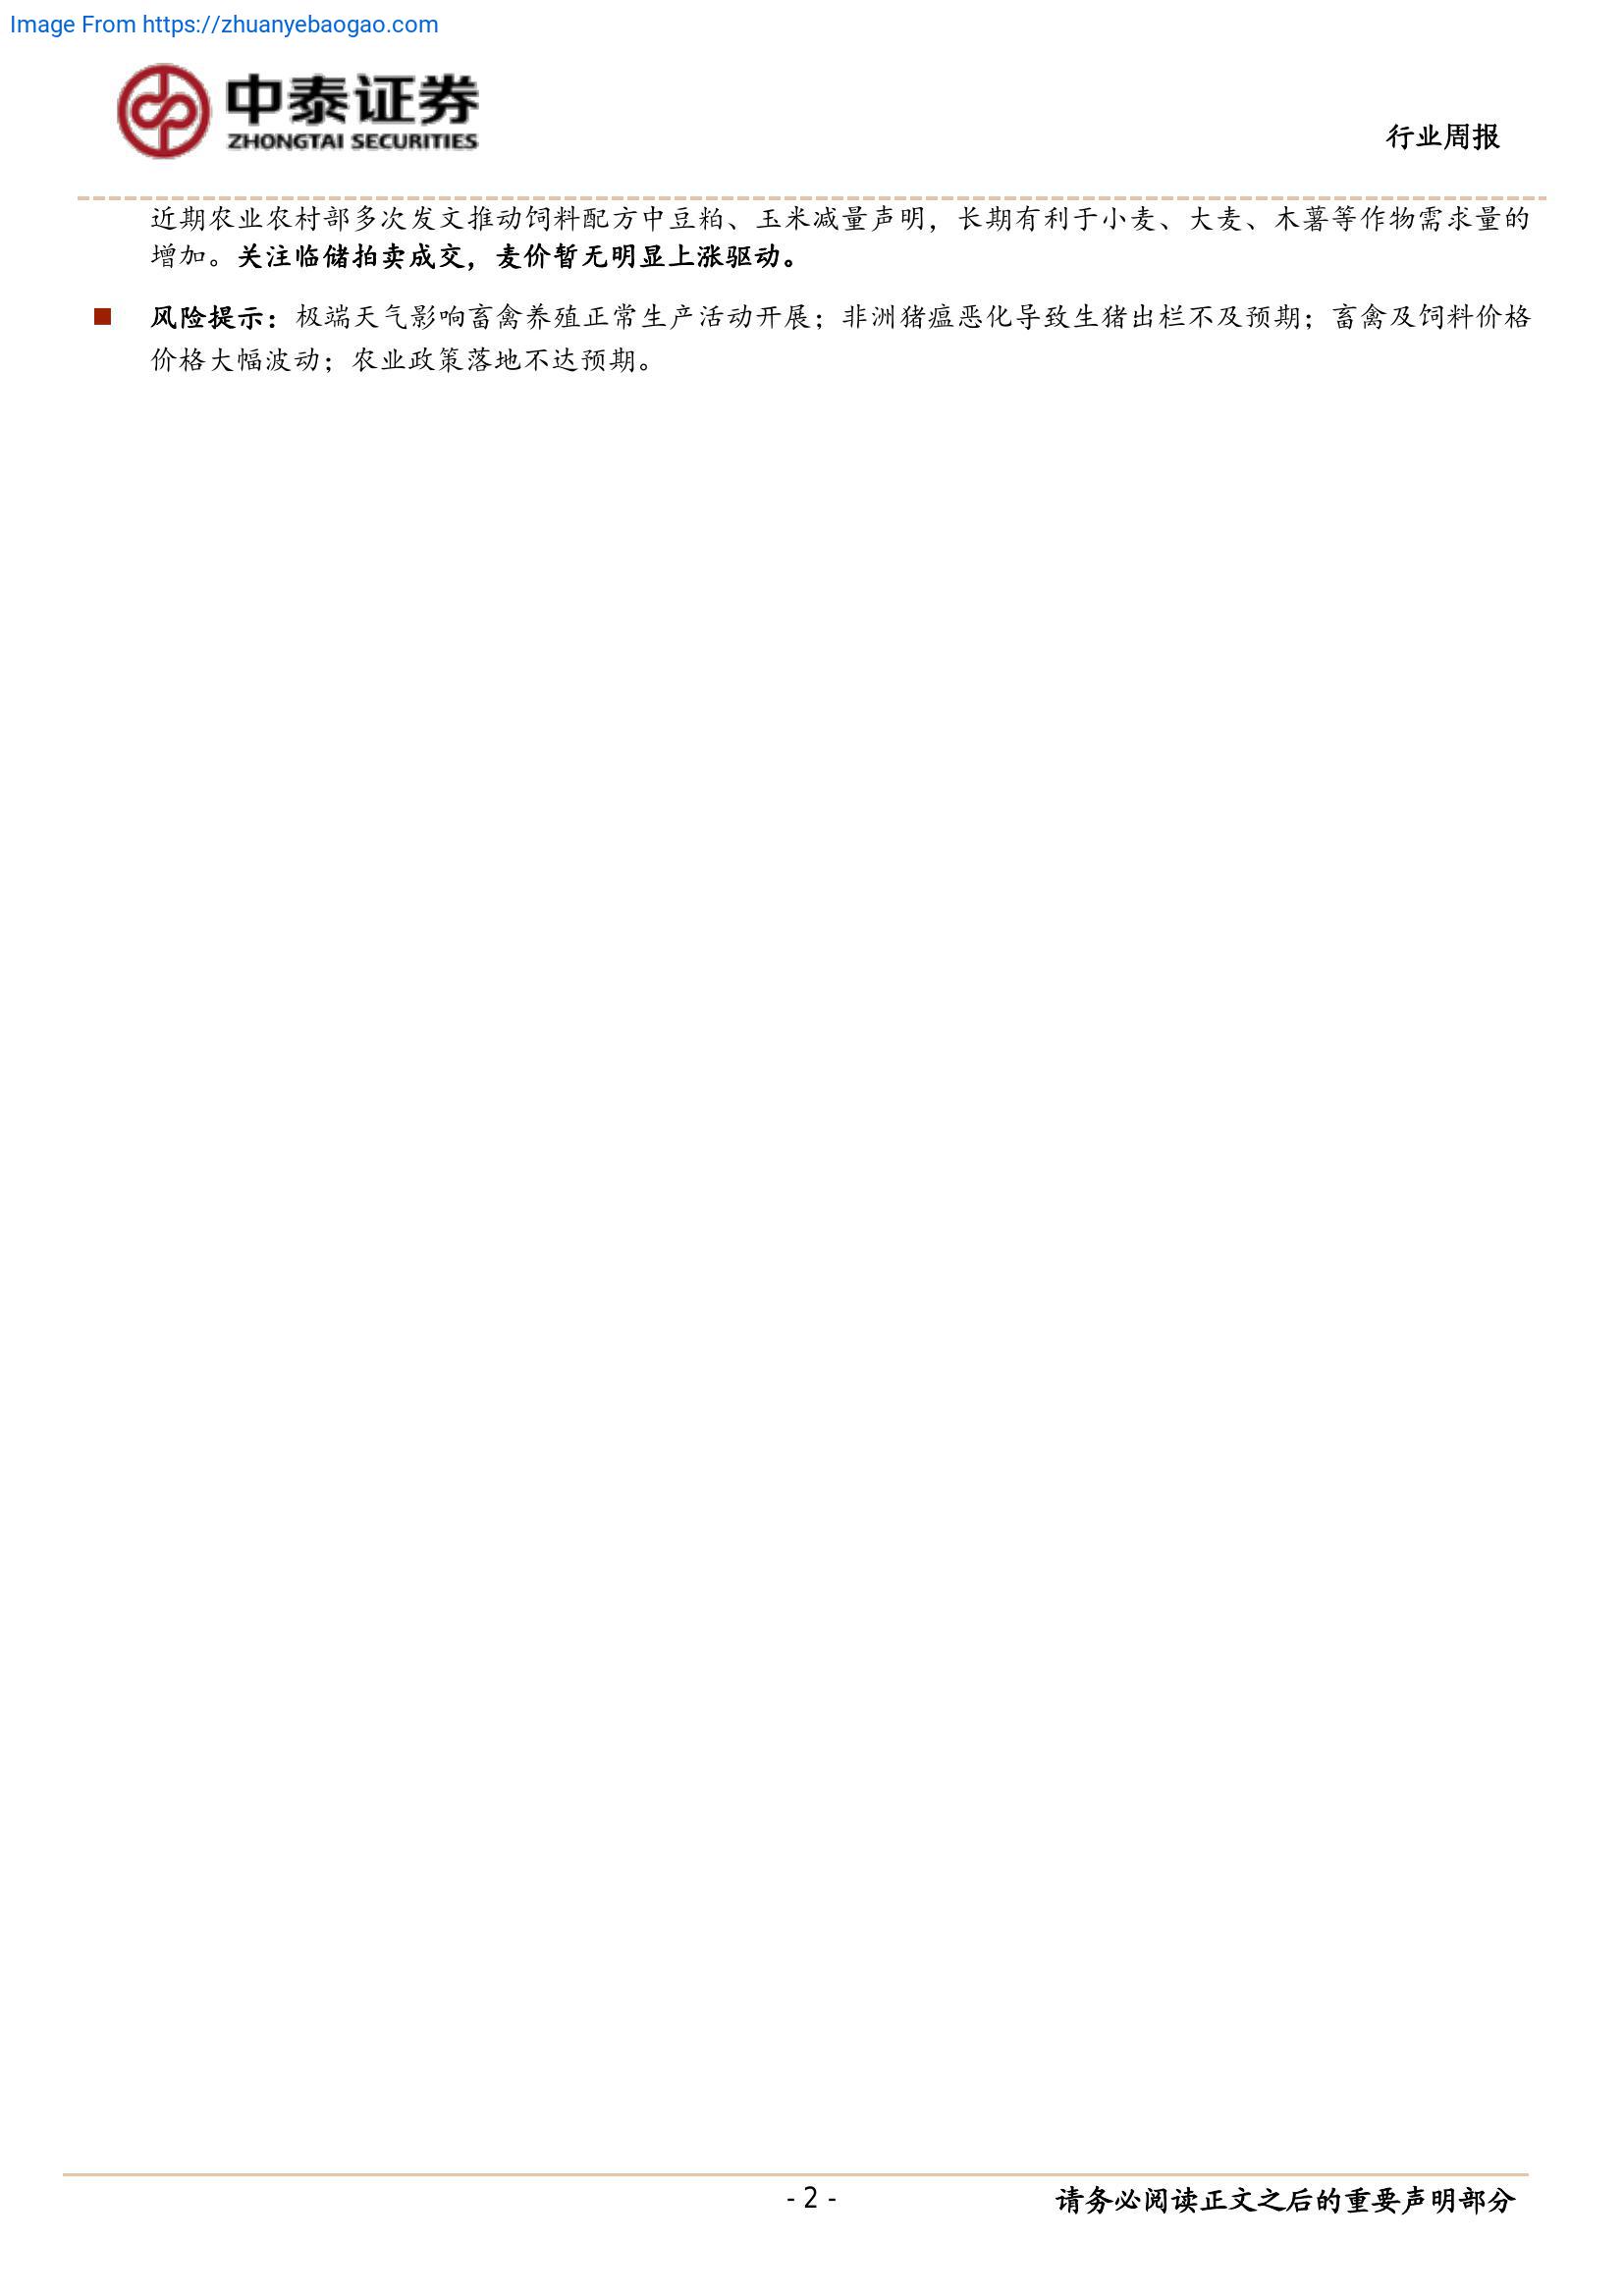 Image From https://zhuanyebaogao.com
中泰证券
ZHONGTAI SECURITIES
行业周报
近期农业农村部多次发文推动饲料配方中豆粕、玉米减量声明，长期有利于小麦、大麦、木薯等作物需求量的
增加。关注临储拍卖成交，麦价暂无明显上涨驱动。
风险提示：极端天气影响畜禽养殖正常生产活动开展；非洲猪瘟恶化导致生猪出栏不及预期；畜禽及饲料价格
价格大幅波动；农业政策落地不达预期。
- 2 -
请务必阅读正文之后的重要声明部分